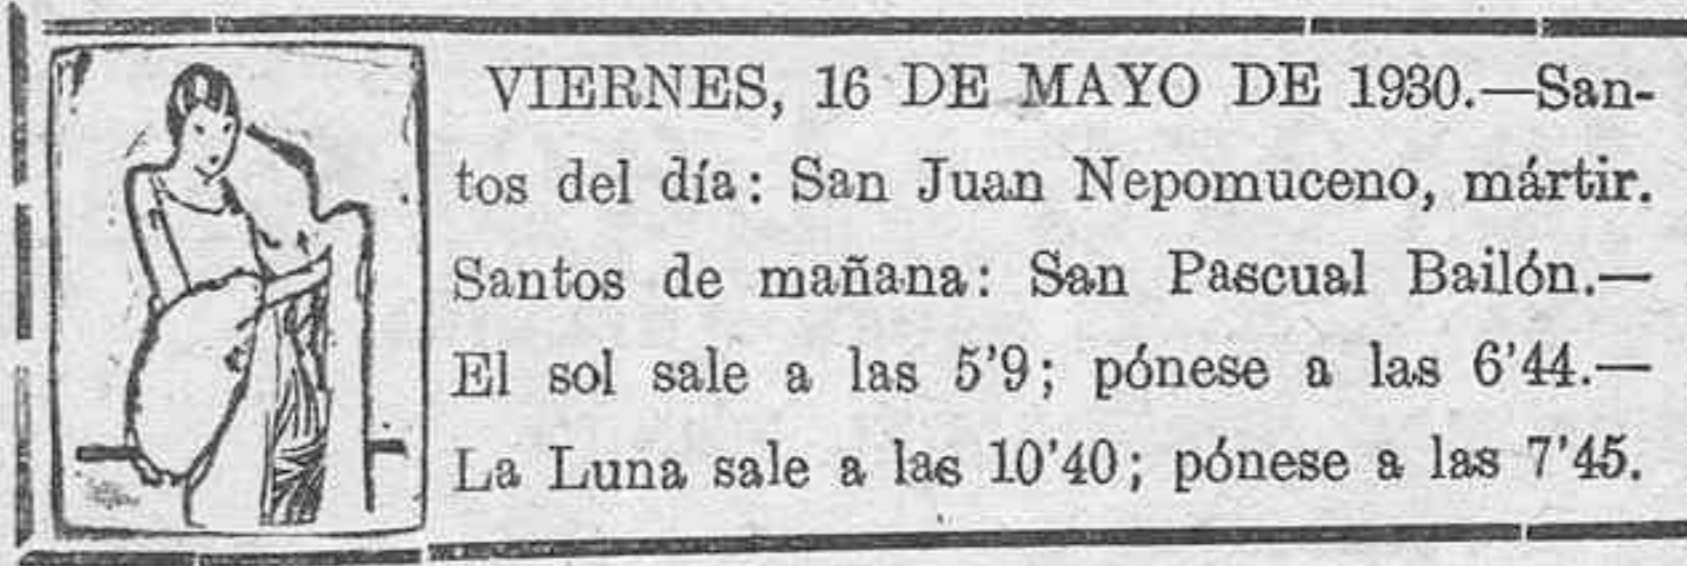 VIERNES, 16 DE MAYO DE 1930.—San-
tos del día: San Juan Nepomuceno, mártir.
Santos de mañana: San Pascual Bailón.—
El sol sale a las 5'9; pónese a las 6'44.—
La Luna sale a las 10'40; pónese a las 7'45.